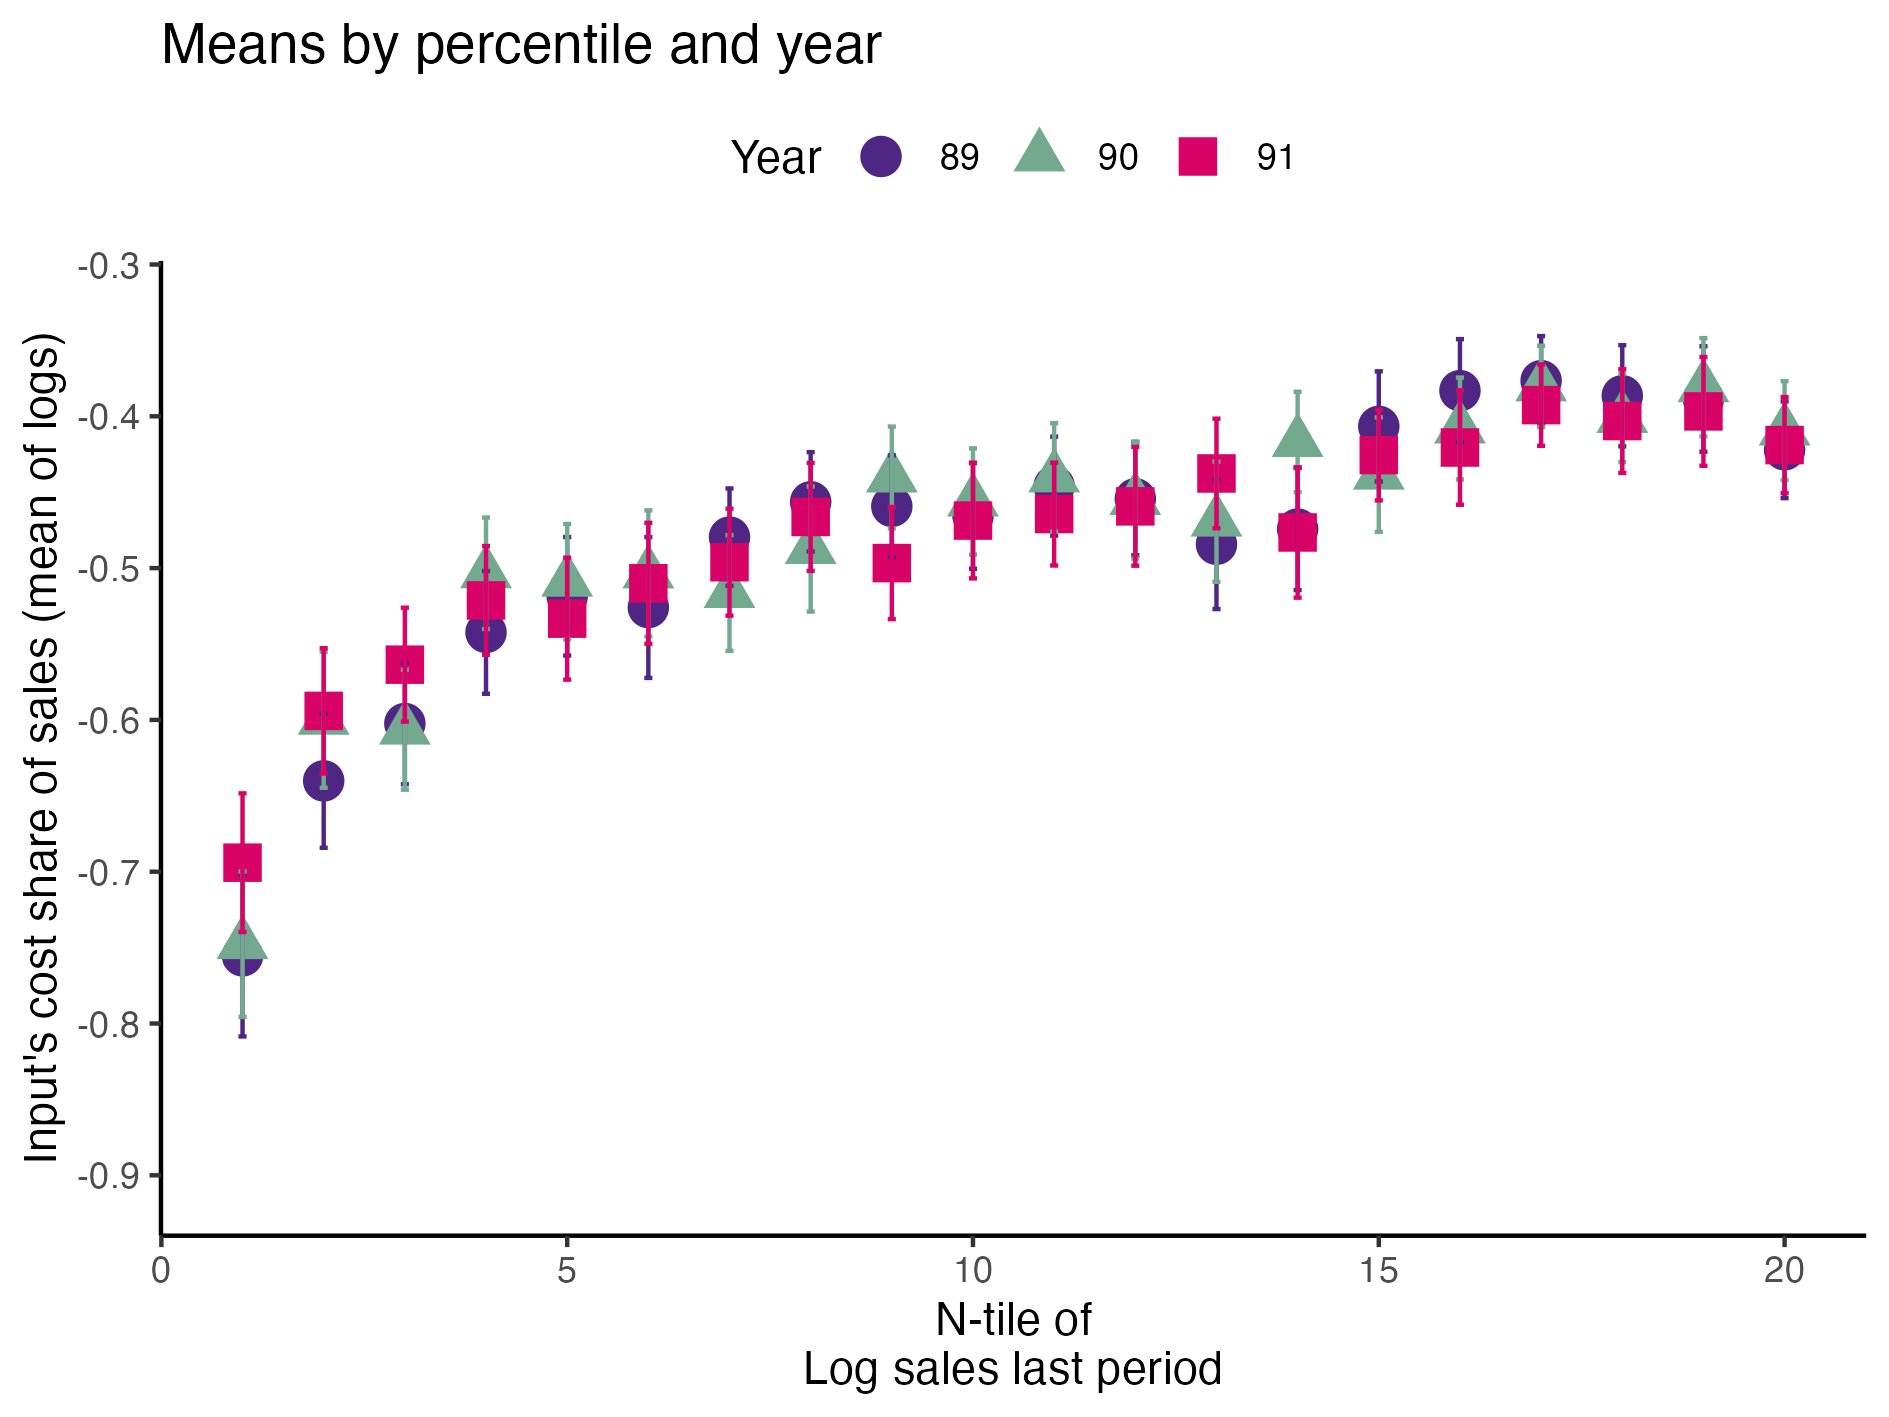 Means by percentile and year
Year 89 90 91
-0.3
-0.4
-0.5
-0.6
-0.7
-0.8
-0.9
Input's cost share of sales (mean of logs)
0 5 10 15 20
N-tile of
Log sales last period